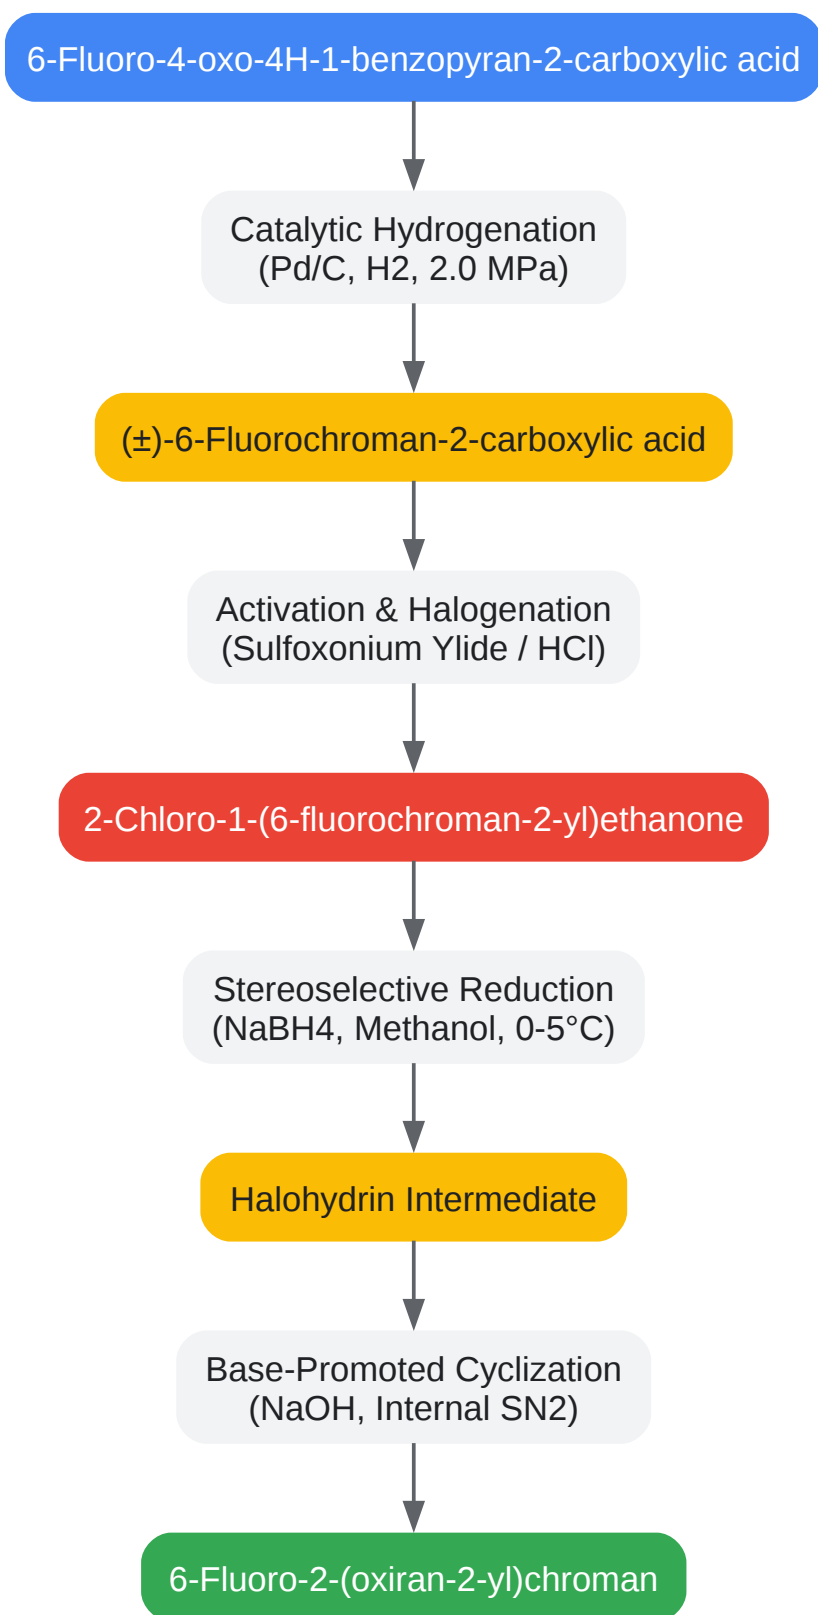 6-Fluoro-4-oxo-4H-1-benzopyran-2-carboxylic acid
Catalytic Hydrogenation
(Pd/C, H2, 2.0 MPa)
(±)-6-Fluorochroman-2-carboxylic acid
Activation & Halogenation
(Sulfoxonium Ylide / HCl)
2-Chloro-1-(6-fluorochroman-2-yl)ethanone
Stereoselective Reduction
(NaBH4, Methanol, 0-5°C)
Halohydrin Intermediate
Base-Promoted Cyclization
(NaOH, Internal SN2)
6-Fluoro-2-(oxiran-2-yl)chroman